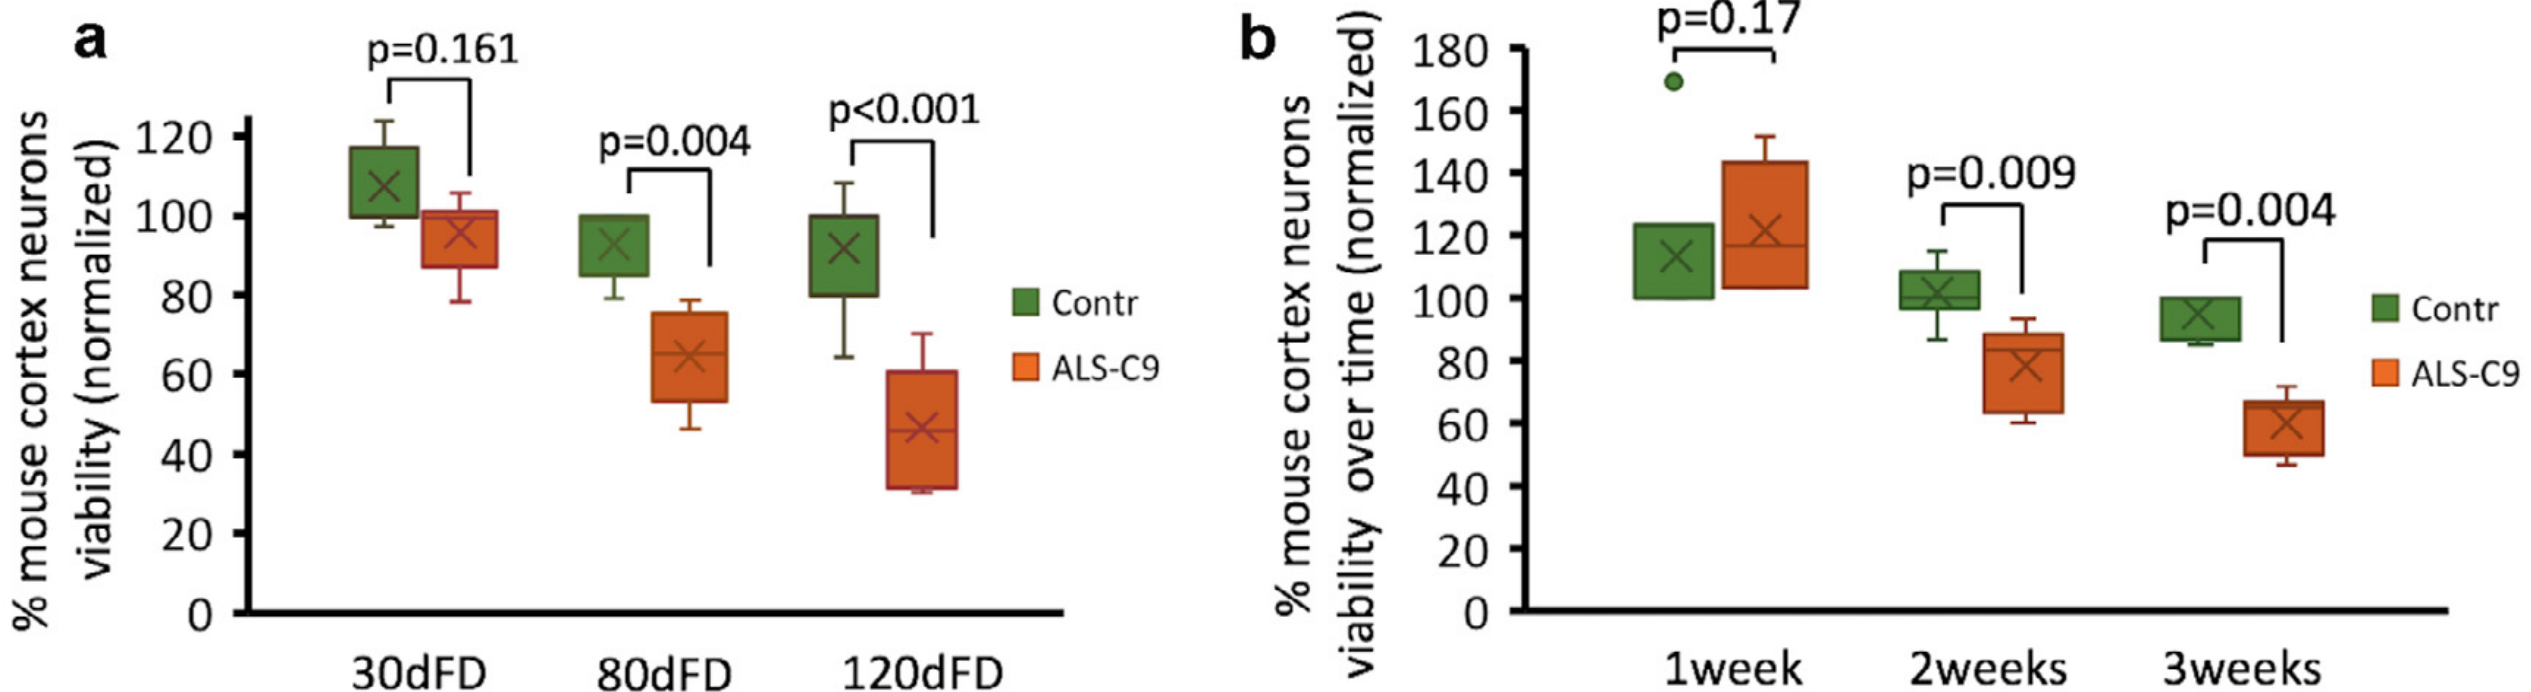 a
% mouse cortex neurons
viability (normalized)
120
100
80
60
40
20
0
p=0.161
p=0.004
p<0.001
30dFD
80dFD
120dFD
Contr
ALS-C9
b
% mouse cortex neurons
viability over time (normalized)
180
160
140
120
100
80
60
40
20
0
p=0.17
p=0.009
p=0.004
1week
2weeks
3weeks
Contr
ALS-C9